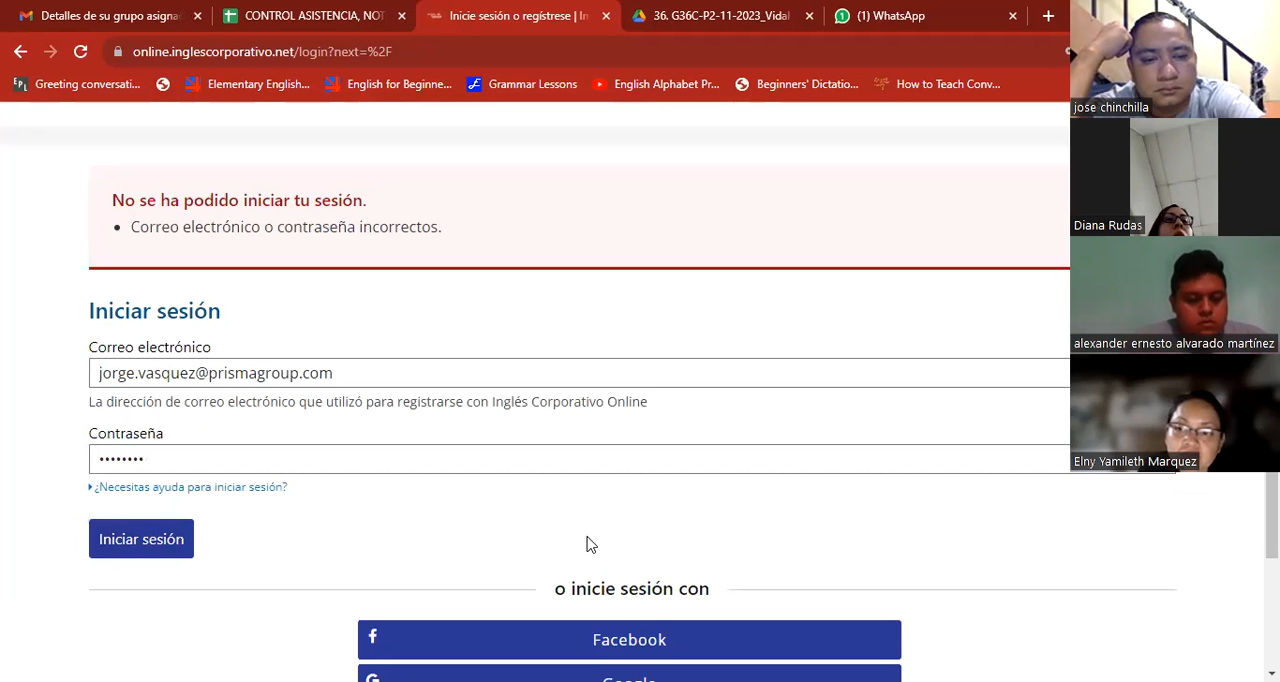 Detalles de su grupo asigna
CONTROL ASISTENCIA, NOT
Inicie sesión o regístrese | In
36. G36C-P2-11-2023_Vidal
(1) WhatsApp
online.inglescorporativo.net/login?next=%2F
Greeting conversati...
Elementary English...
English for Beginne...
Grammar Lessons
English Alphabet Pr...
Beginners' Dictatio...
How to Teach Conv...
jose chinchilla
Diana Rudas
alexander ernesto alvarado martínez
Elny Yamileth Marquez
No se ha podido iniciar tu sesión.
• Correo electrónico o contraseña incorrectos.
Iniciar sesión
Correo electrónico
jorge.vasquez@prismagroup.com
La dirección de correo electrónico que utilizó para registrarse con Inglés Corporativo Online
Contraseña
••••••••
¿Necesitas ayuda para iniciar sesión?
Iniciar sesión
o inicie sesión con
Facebook
Google